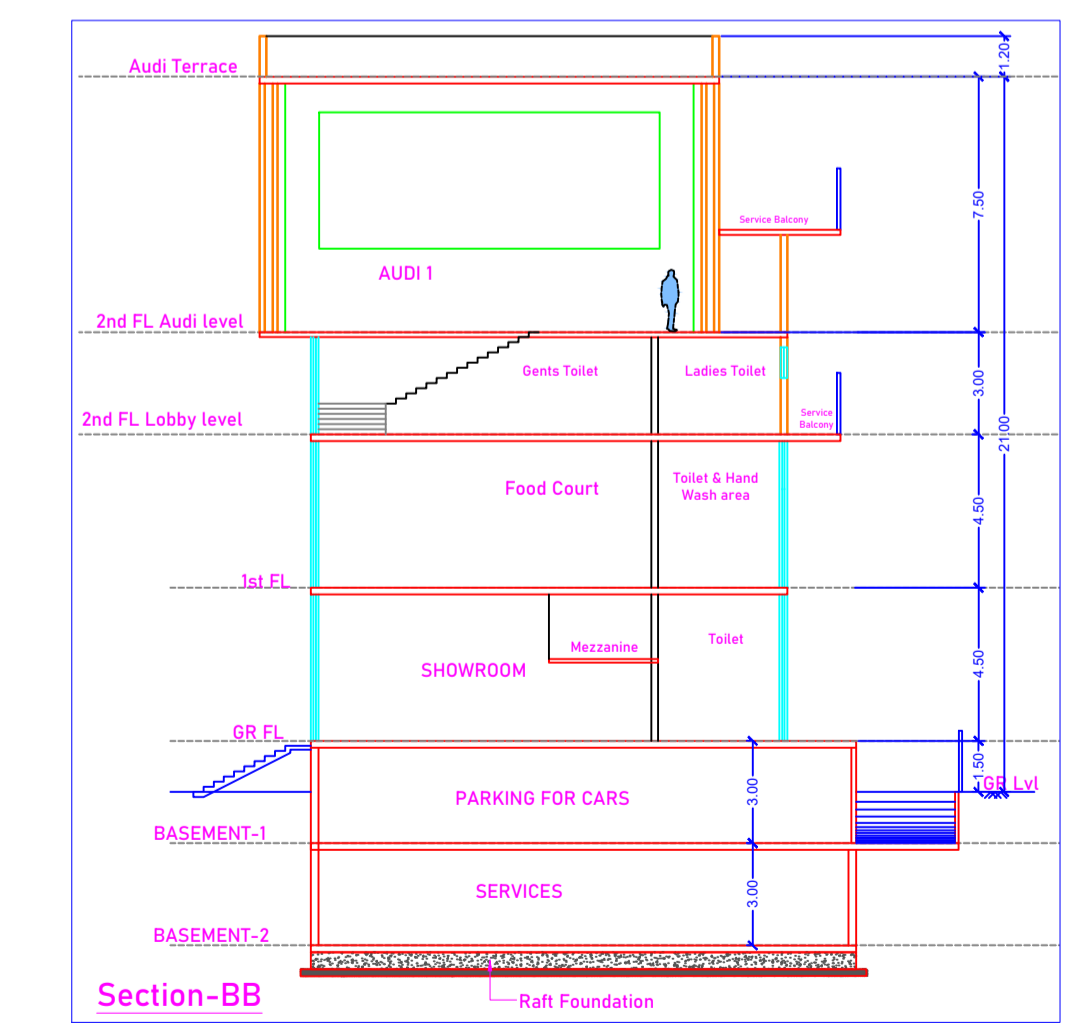 1.20
Audi Terrace
7.50
Service Balcony
AUDI 1
2nd FL Audi level
Gents Toilet
Ladies Toilet
3.00
2nd FL Lobby level
Service
Balcony
21.00
Food Court
Toilet & Hand
Wash area
4.50
1st FL
Mezzanine
Toilet
SHOWROOM
4.50
GR FL
1.50
GR Lvl
PARKING FOR CARS
3.00
BASEMENT-1
SERVICES
3.00
BASEMENT-2
Section-BB
Raft Foundation